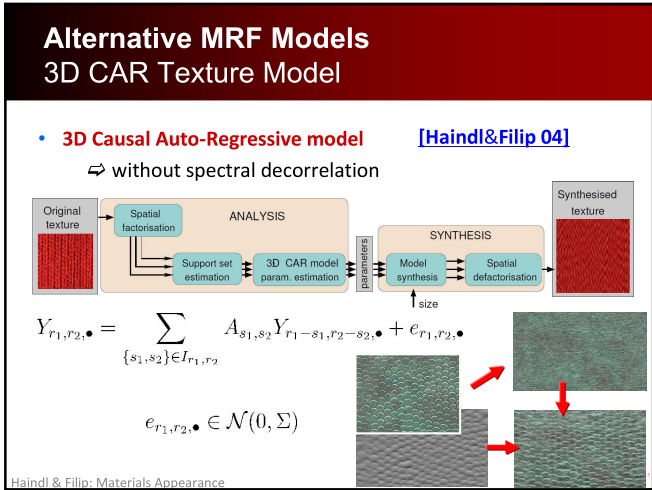 Alternative MRF Models
3D CAR Texture Model
• 3D Causal Auto-Regressive model [Haindl&Filip 04]
⇨ without spectral decorrelation
Original
texture
Spatial
factorisation
ANALYSIS
Support set
estimation
3D CAR model
param. estimation
parameters
SYNTHESIS
Model
synthesis
Spatial
defactorisation
size
Synthesised
texture
Y_{r_1,r_2,•} = ∑_{\{s_1,s_2\}∈I_{r_1,r_2}} A_{s_1,s_2} Y_{r_1−s_1,r_2−s_2,•} + e_{r_1,r_2,•}
e_{r_1,r_2,•} ∈ 𝒩(0, Σ)
Haindl & Filip: Materials Appearance